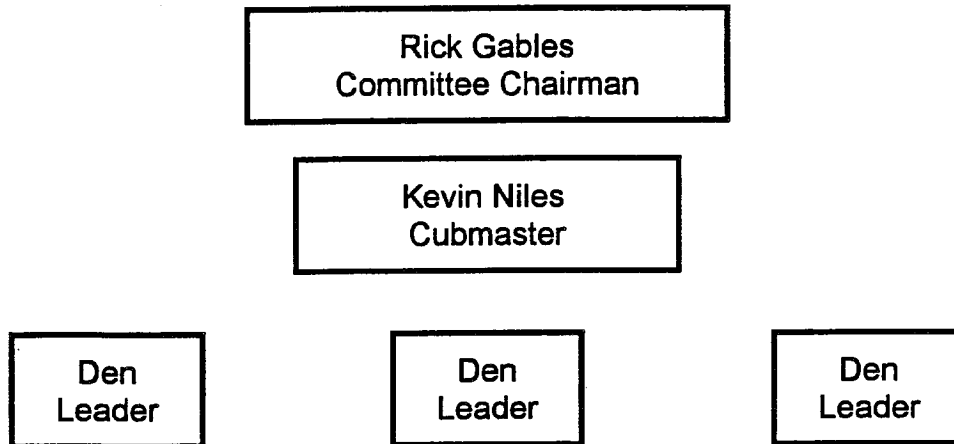 Rick Gables
Committee Chairman
Kevin Niles
Cubmaster
Den
Leader
Den
Leader
Den
Leader